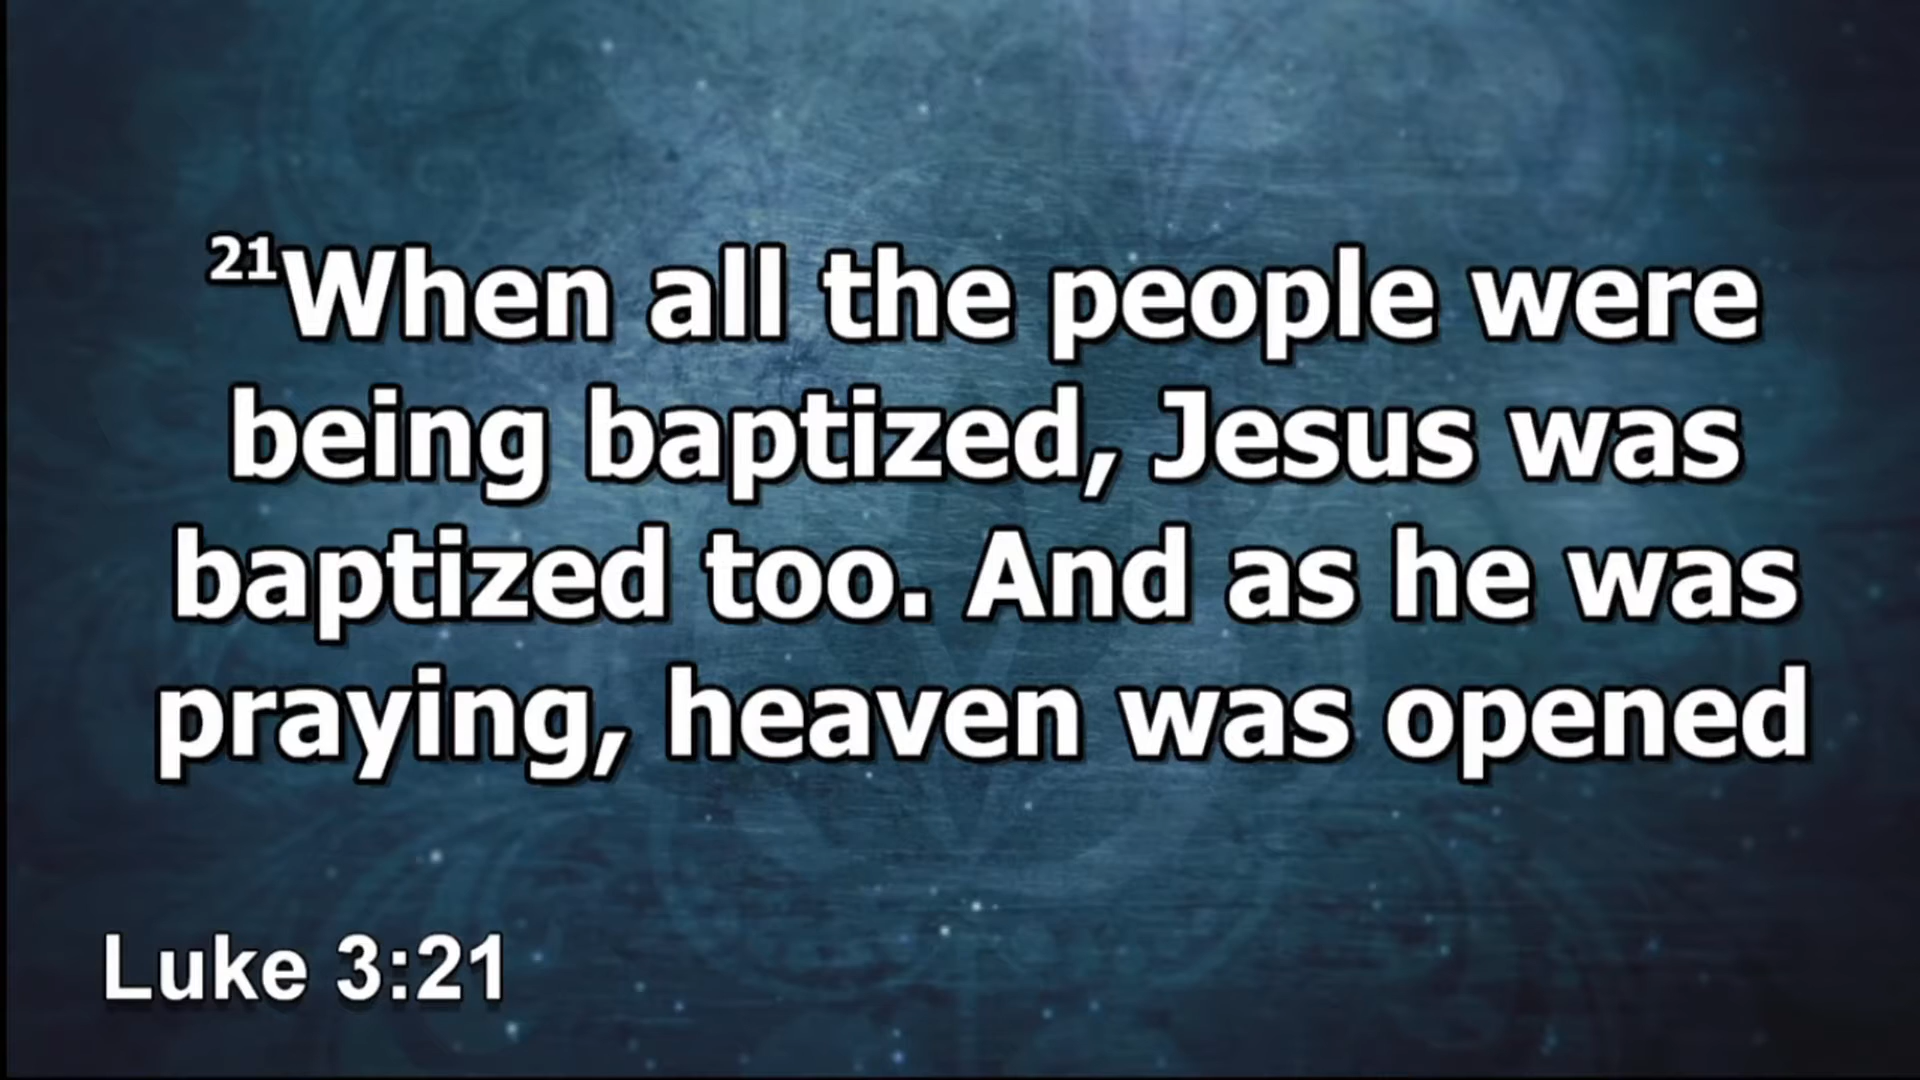 21When all the people were
being baptized, Jesus was
baptized too. And as he was
praying, heaven was opened
Luke 3:21